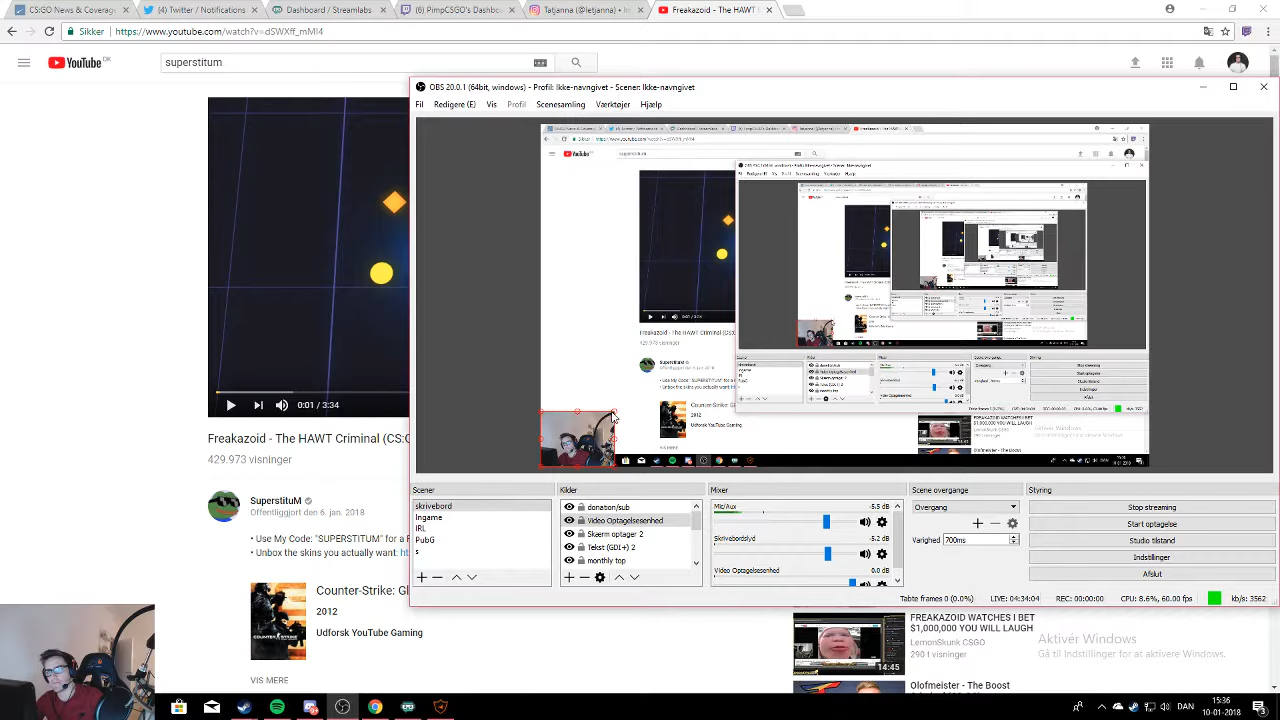 CSGO News & Coverag
(4) Twitter / Notifications
Dashboard / Streamlabs
(6) PimpCSGO's Dashbo
Tatjanna (@letjanna) • In
Freakazoid - The HAWT
Sikker
https://www.youtube.com/watch?v=dSWXff_mMl4
YouTube DK
superstitum
OBS 20.0.1 (64bit, windows) - Profil: Ikke-navngivet - Scener: Ikke-navngivet
Fil Redigere (E) Vis Profil Scenesamling Værktøjer Hjælp
0:01 / 3:34
Freakazoid - The HAWT Criminal (CS:GO
429.973 visninger
SuperstituM
Offentliggjort den 6. jan. 2018
• Use My Code: "SUPERSTITUM" for a F
• Unbox the skins you actually want: ht
Counter-Strike: Gl
2012
Udforsk YouTube Gaming
VIS MERE
Scener
skrivebord
Ingame
IRL
PubG
s
Kilder
donation/sub
Video Optagelsesenhed
Skærm optager 2
Tekst (GDI+) 2
monthly top
Mixer
Mic/Aux -5.5 dB
Skrivebordslyd -5.2 dB
Video Optagelsesenhed 0.0 dB
Scene overgange
Overgang
Varighed 700ms
Styring
Stop streaming
Start optagelse
Studio tilstand
Indstillinger
Afslut
Tabte frames 0 (0.0%) LIVE: 04:34:04 REC: 00:00:00 CPU: 8.6%, 60.00 fps kb/s: 3562
FREAKAZOID WATCHES I BET
$1,000,000 YOU WILL LAUGH
LemonSkunk CSGO
290 t visninger
14:45
Olofmeister - The Boost
Aktivér Windows
Gå til Indstillinger for at aktivere Windows.
DAN
15:36
10-01-2018